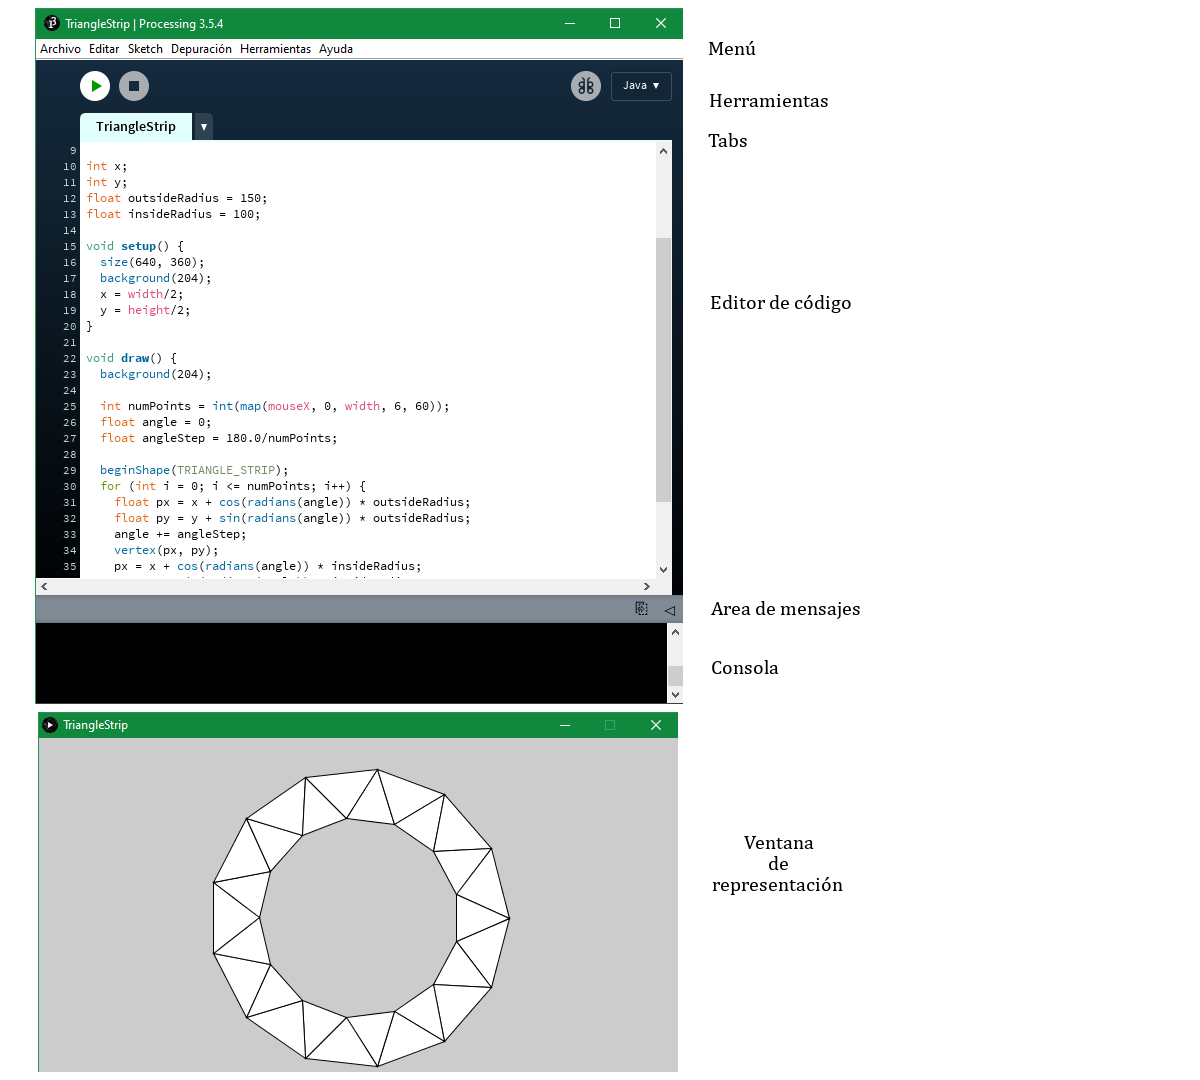 TriangleStrip | Processing 3.5.4
Archivo Editar Sketch Depuración Herramientas Ayuda
Menú
Java ▼
Herramientas
TriangleStrip ▼
Tabs
9
10 int x;
11 int y;
12 float outsideRadius = 150;
13 float insideRadius = 100;
14
15 void setup() {
16   size(640, 360);
17   background(204);
18   x = width/2;
19   y = height/2;
20 }
21
22 void draw() {
23   background(204);
24
25   int numPoints = int(map(mouseX, 0, width, 6, 60));
26   float angle = 0;
27   float angleStep = 180.0/numPoints;
28
29   beginShape(TRIANGLE_STRIP);
30   for (int i = 0; i <= numPoints; i++) {
31     float px = x + cos(radians(angle)) * outsideRadius;
32     float py = y + sin(radians(angle)) * outsideRadius;
33     angle += angleStep;
34     vertex(px, py);
35     px = x + cos(radians(angle)) * insideRadius;
Editor de código
Area de mensajes
Consola
TriangleStrip
Ventana
de
representación